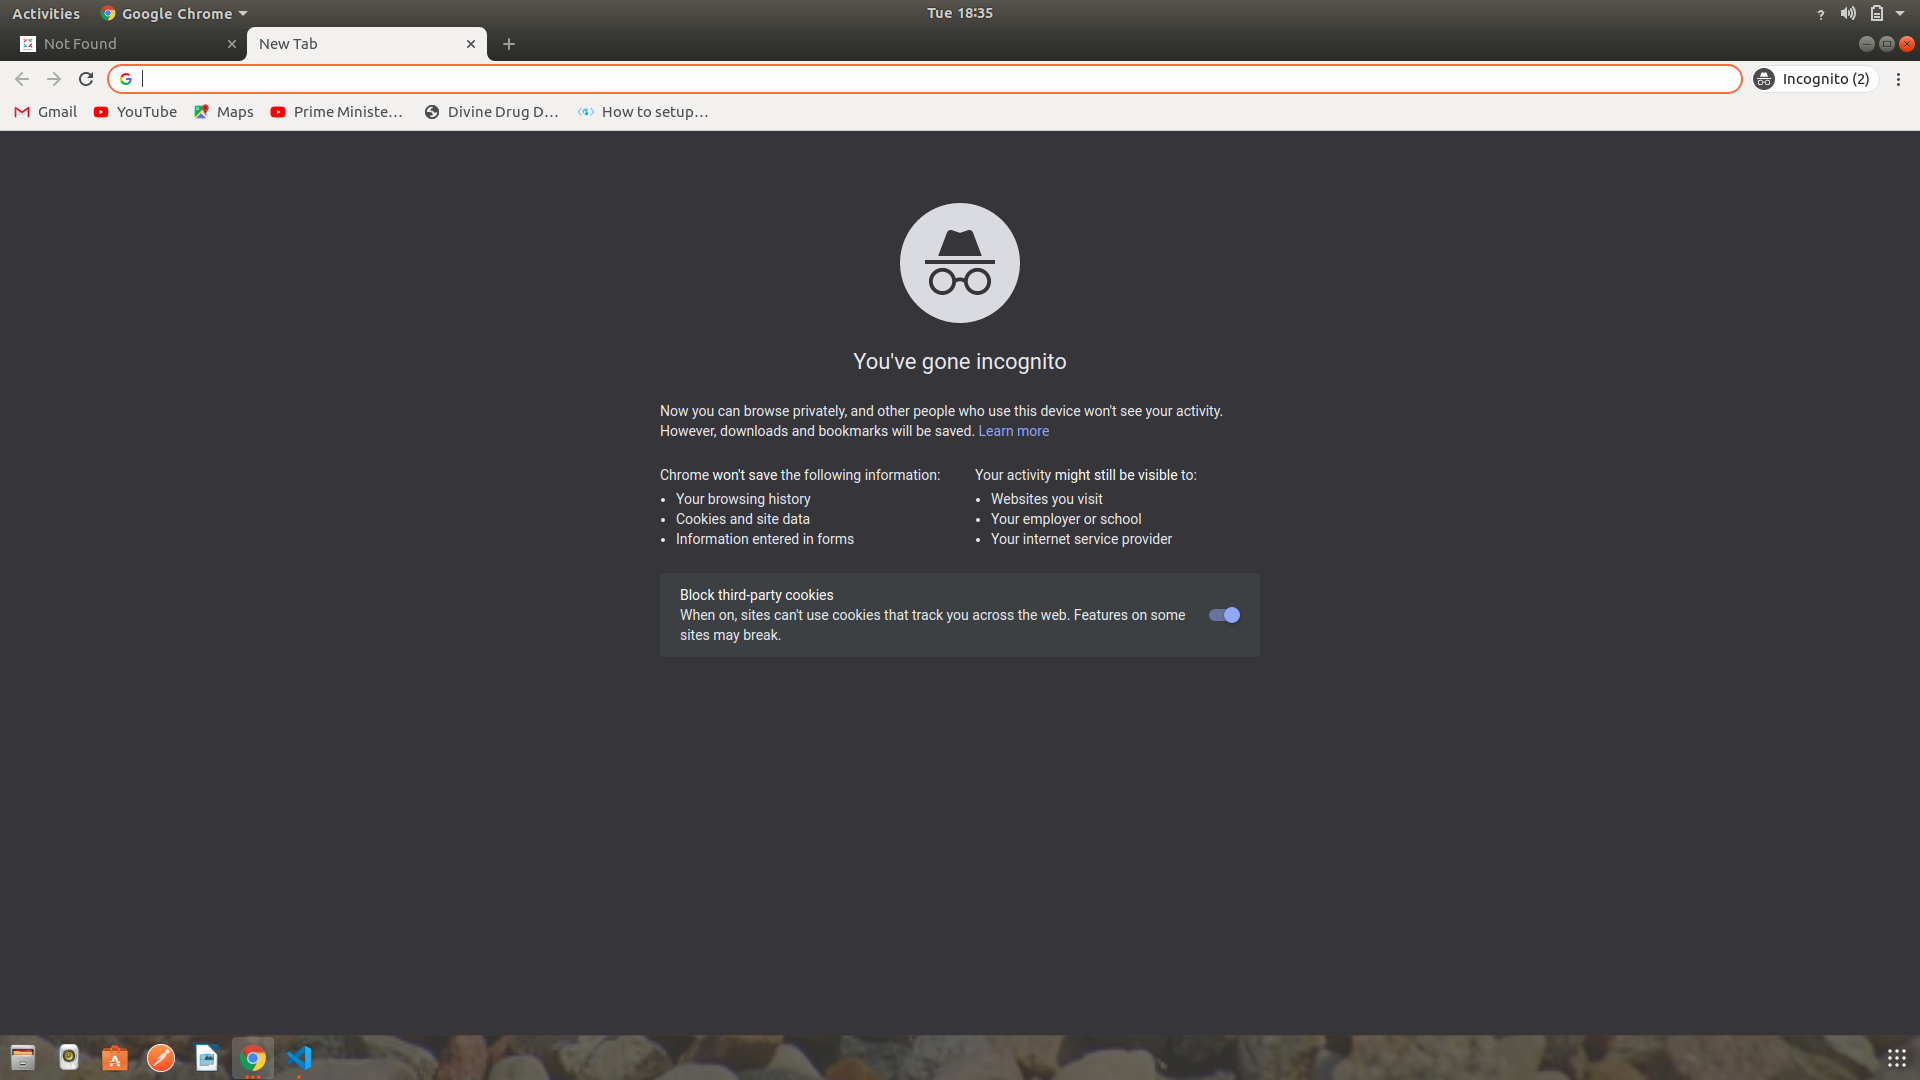 Activities
Google Chrome
Tue 18:35
?
Not Found
New Tab
Incognito (2)
Gmail
YouTube
Maps
Prime Ministe...
Divine Drug D...
How to setup...
You've gone incognito
Now you can browse privately, and other people who use this device won't see your activity.
However, downloads and bookmarks will be saved. Learn more
Chrome won't save the following information:
• Your browsing history
• Cookies and site data
• Information entered in forms
Your activity might still be visible to:
• Websites you visit
• Your employer or school
• Your internet service provider
Block third-party cookies
When on, sites can't use cookies that track you across the web. Features on some
sites may break.